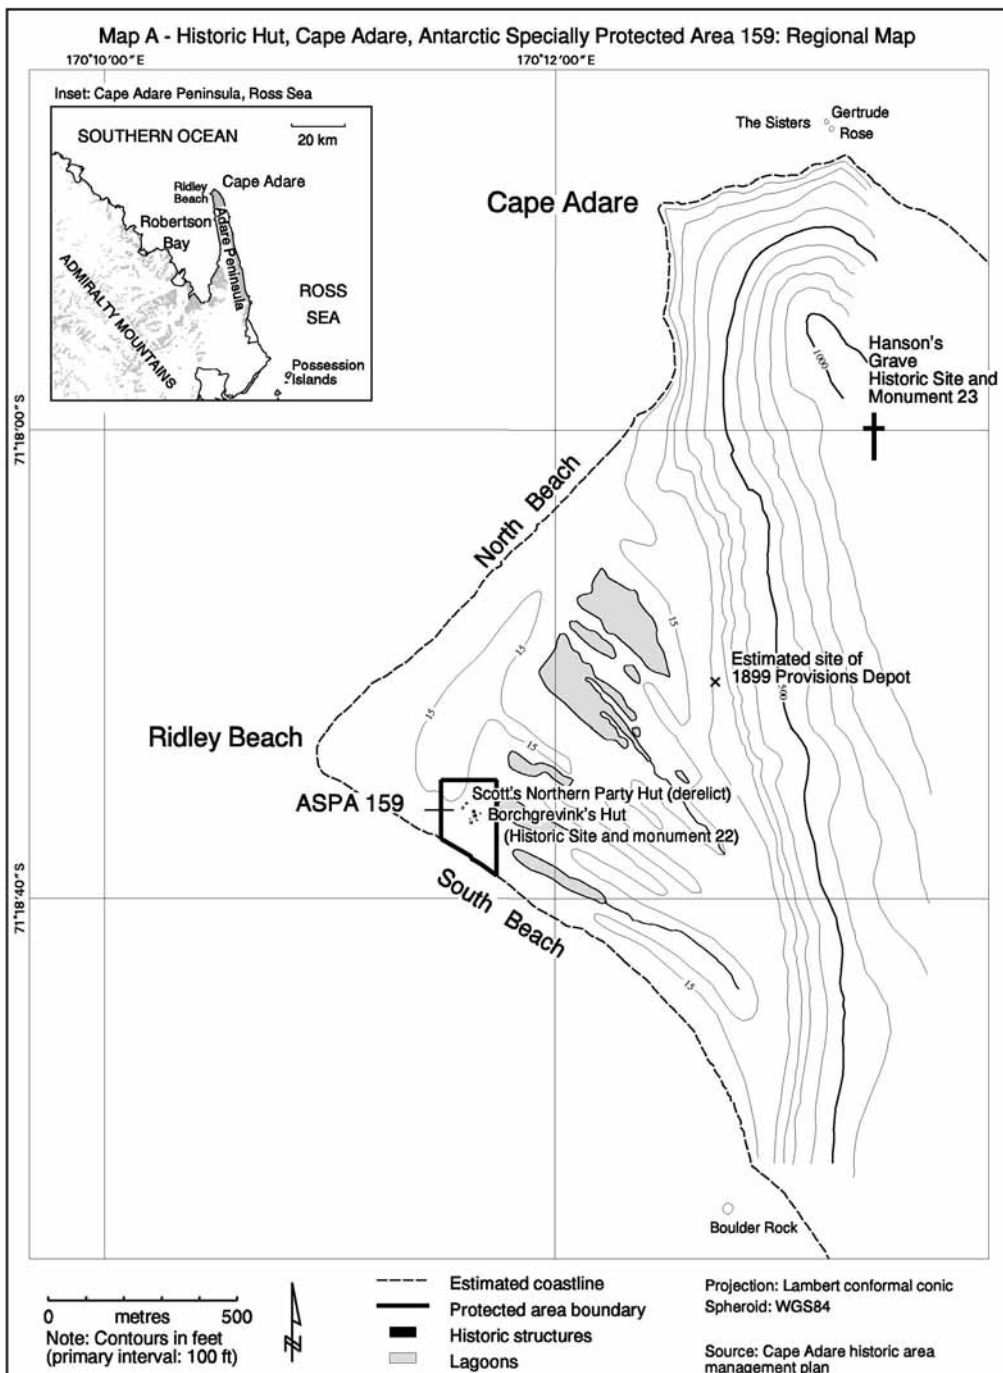 Map A - Historic Hut, Cape Adare, Antarctic Specially Protected Area 159: Regional Map
170°10'00"E
170°12'00"E
Inset: Cape Adare Peninsula, Ross Sea
SOUTHERN OCEAN
20 km
Ridley
Beach
Cape Adare
Robertson
Bay
Adare Peninsula
ADMIRALTY MOUNTAINS
ROSS
SEA
Possession
Islands
The Sisters
Gertrude
Rose
Cape Adare
1000
Hanson's
Grave
Historic Site and
Monument 23
71°18'00"S
North Beach
15
15
15
Estimated site of
1899 Provisions Depot
500
Ridley Beach
15
15
ASPA 159
Scott's Northern Party Hut (derelict)
Borchgrevink's Hut
(Historic Site and monument 22)
71°18'40"S
South Beach
15
Boulder Rock
0 metres 500
Note: Contours in feet
(primary interval: 100 ft)
N
Estimated coastline
Protected area boundary
Historic structures
Lagoons
Projection: Lambert conformal conic
Spheroid: WGS84
Source: Cape Adare historic area
management plan